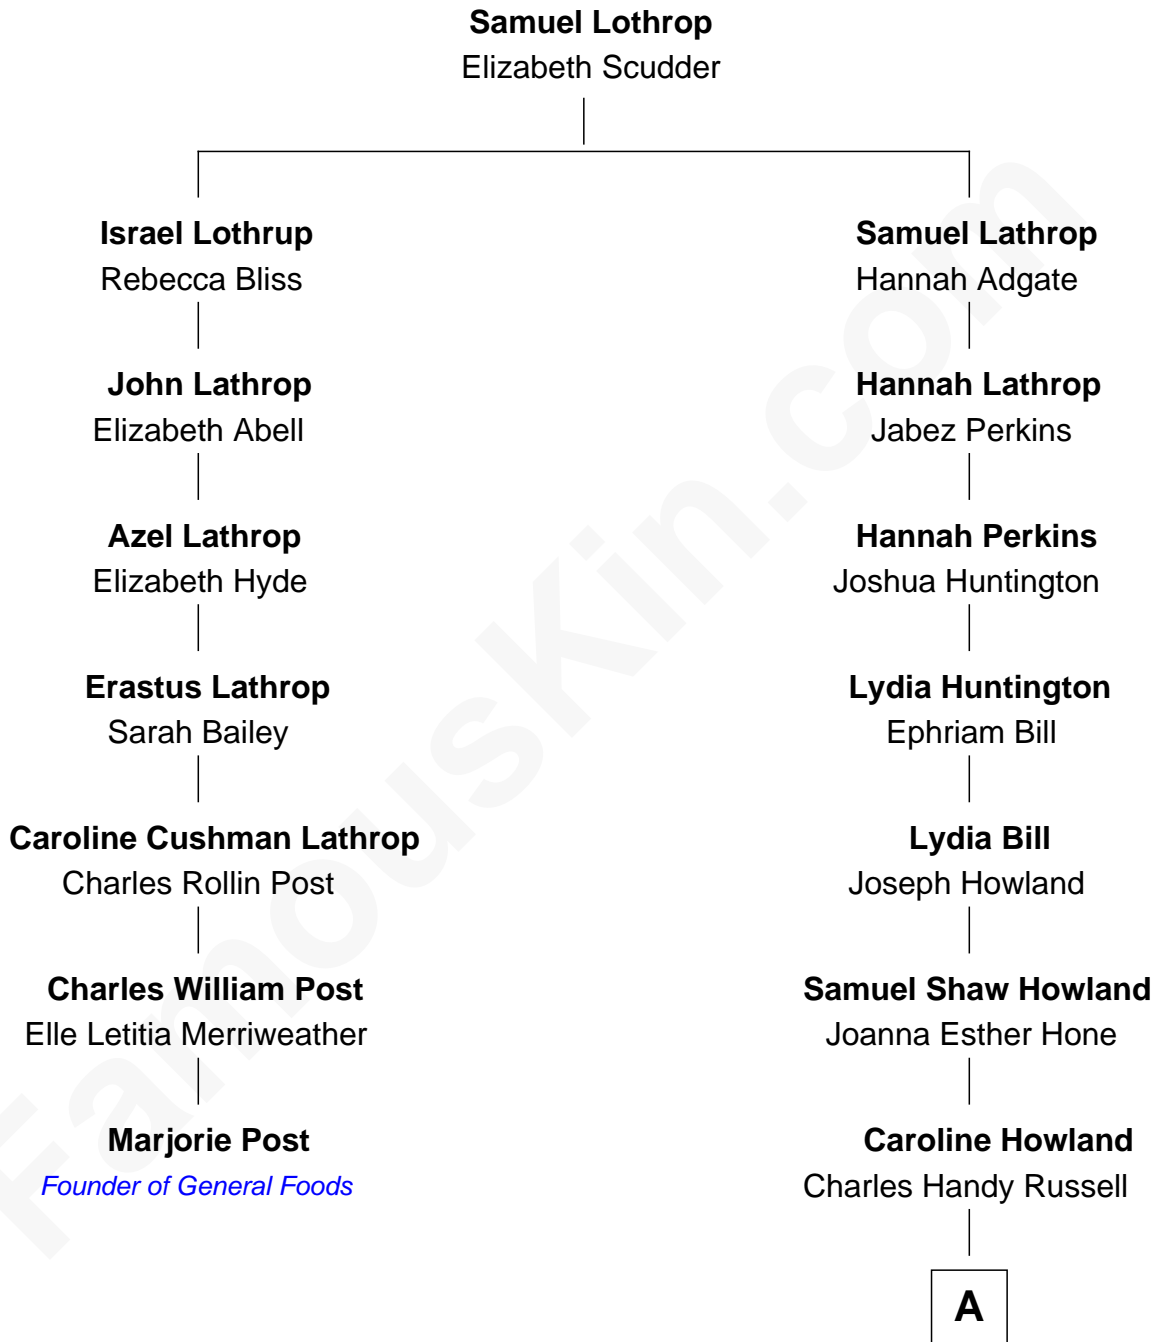 Samuel Lothrop
Elizabeth Scudder
Israel Lothrup
Rebecca Bliss
John Lathrop
Elizabeth Abell
Azel Lathrop
Elizabeth Hyde
Erastus Lathrop
Sarah Bailey
Caroline Cushman Lathrop
Charles Rollin Post
Charles William Post
Elle Letitia Merriweather
Marjorie Post
Founder of General Foods
Samuel Lathrop
Hannah Adgate
Hannah Lathrop
Jabez Perkins
Hannah Perkins
Joshua Huntington
Lydia Huntington
Ephriam Bill
Lydia Bill
Joseph Howland
Samuel Shaw Howland
Joanna Esther Hone
Caroline Howland
Charles Handy Russell
A
FamousKin.com